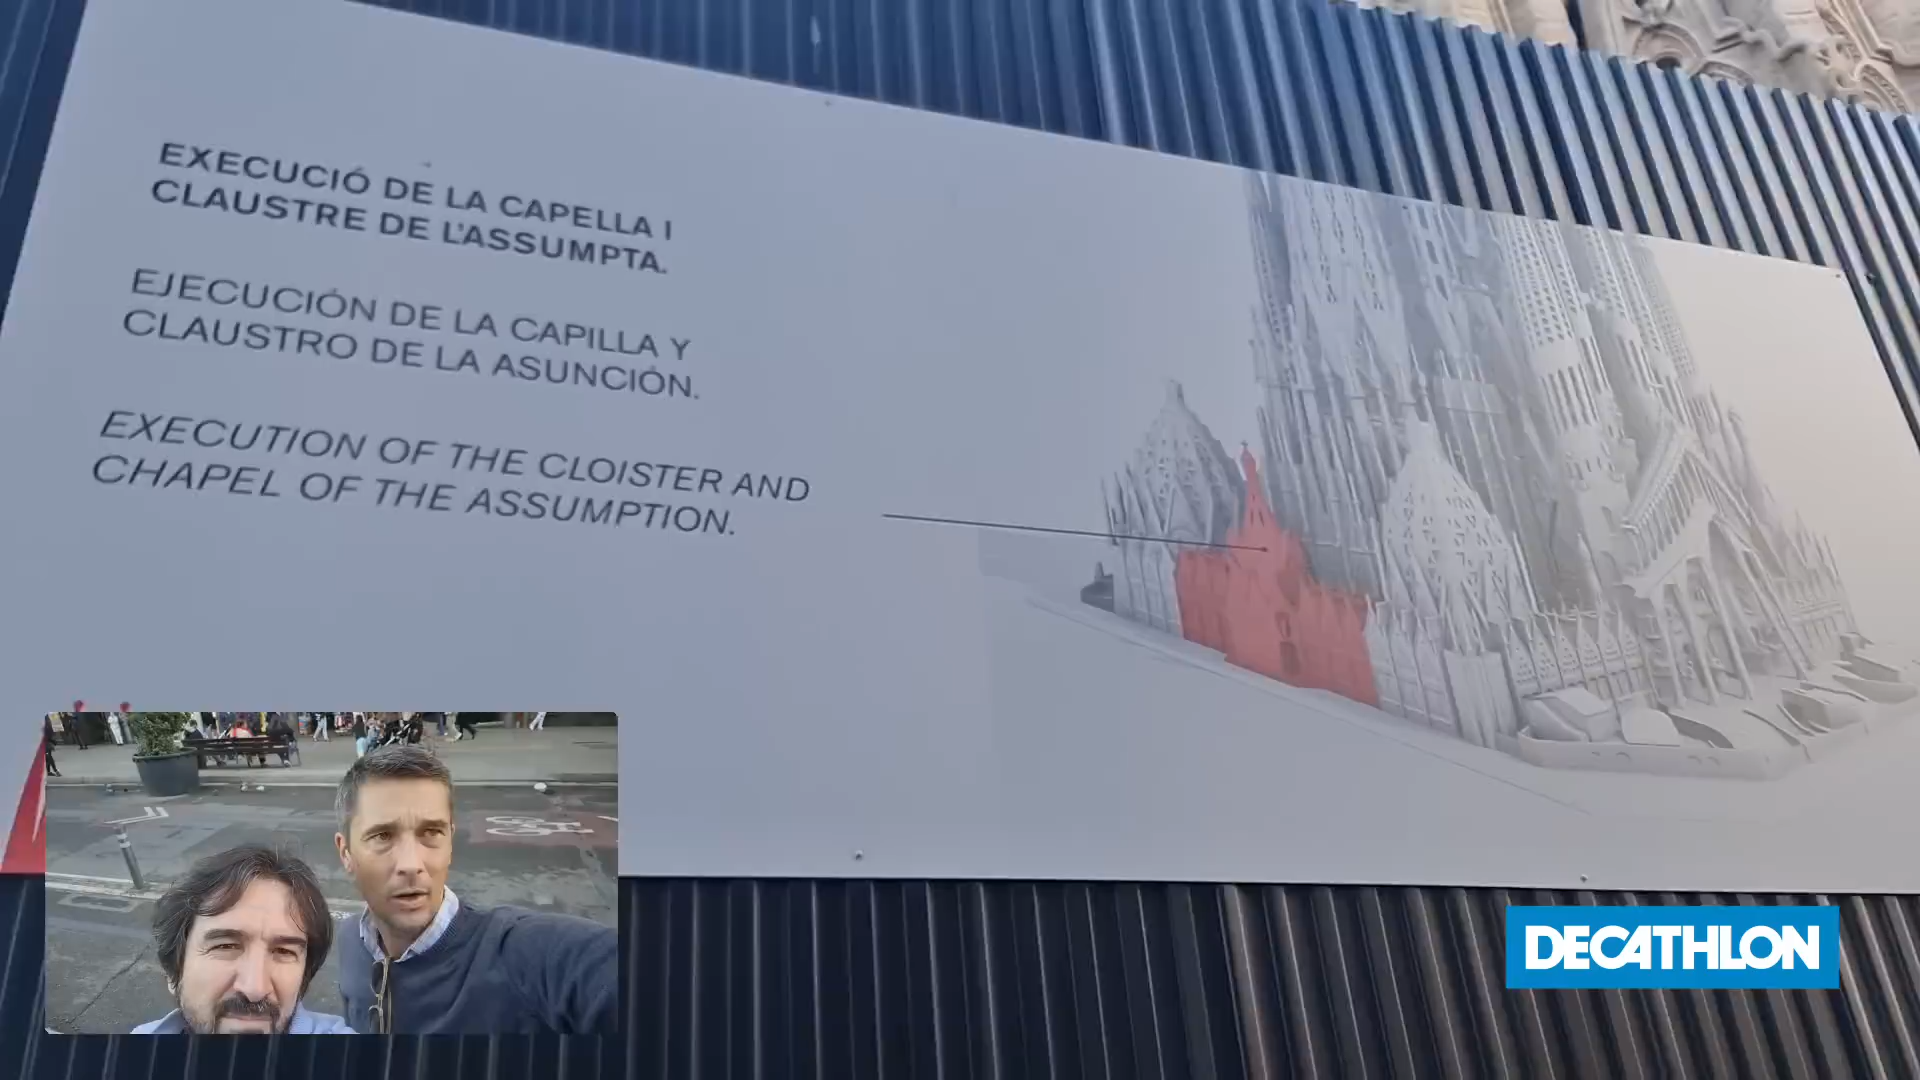 EXECUCIÓ DE LA CAPELLA I
CLAUSTRE DE L'ASSUMPTA.
EJECUCIÓN DE LA CAPILLA Y
CLAUSTRO DE LA ASUNCIÓN.
EXECUTION OF THE CLOISTER AND
CHAPEL OF THE ASSUMPTION.
DECATHLON